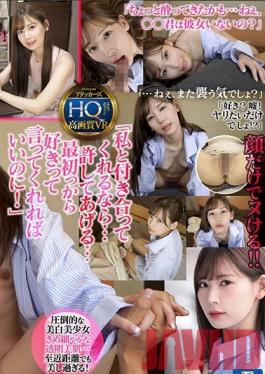 「ちょっと酔ってきたかも…ねぇ、
○○君は彼女いないの？」
アタッカーズ
HQ
高画質VR
「…ねぇ、また襲う気でしょ？」
「好き？嘘！
ヤリたいだけ
でしょ!?」
顔だけでヌける!!
「私と付き合って
くれるなら…
許してあげる…
最初から
好きって
言ってくれれば
いいのに！」
圧倒的な
美白美少女
きめ細やかな
透明美肌…
至近距離でも
美し過ぎる！